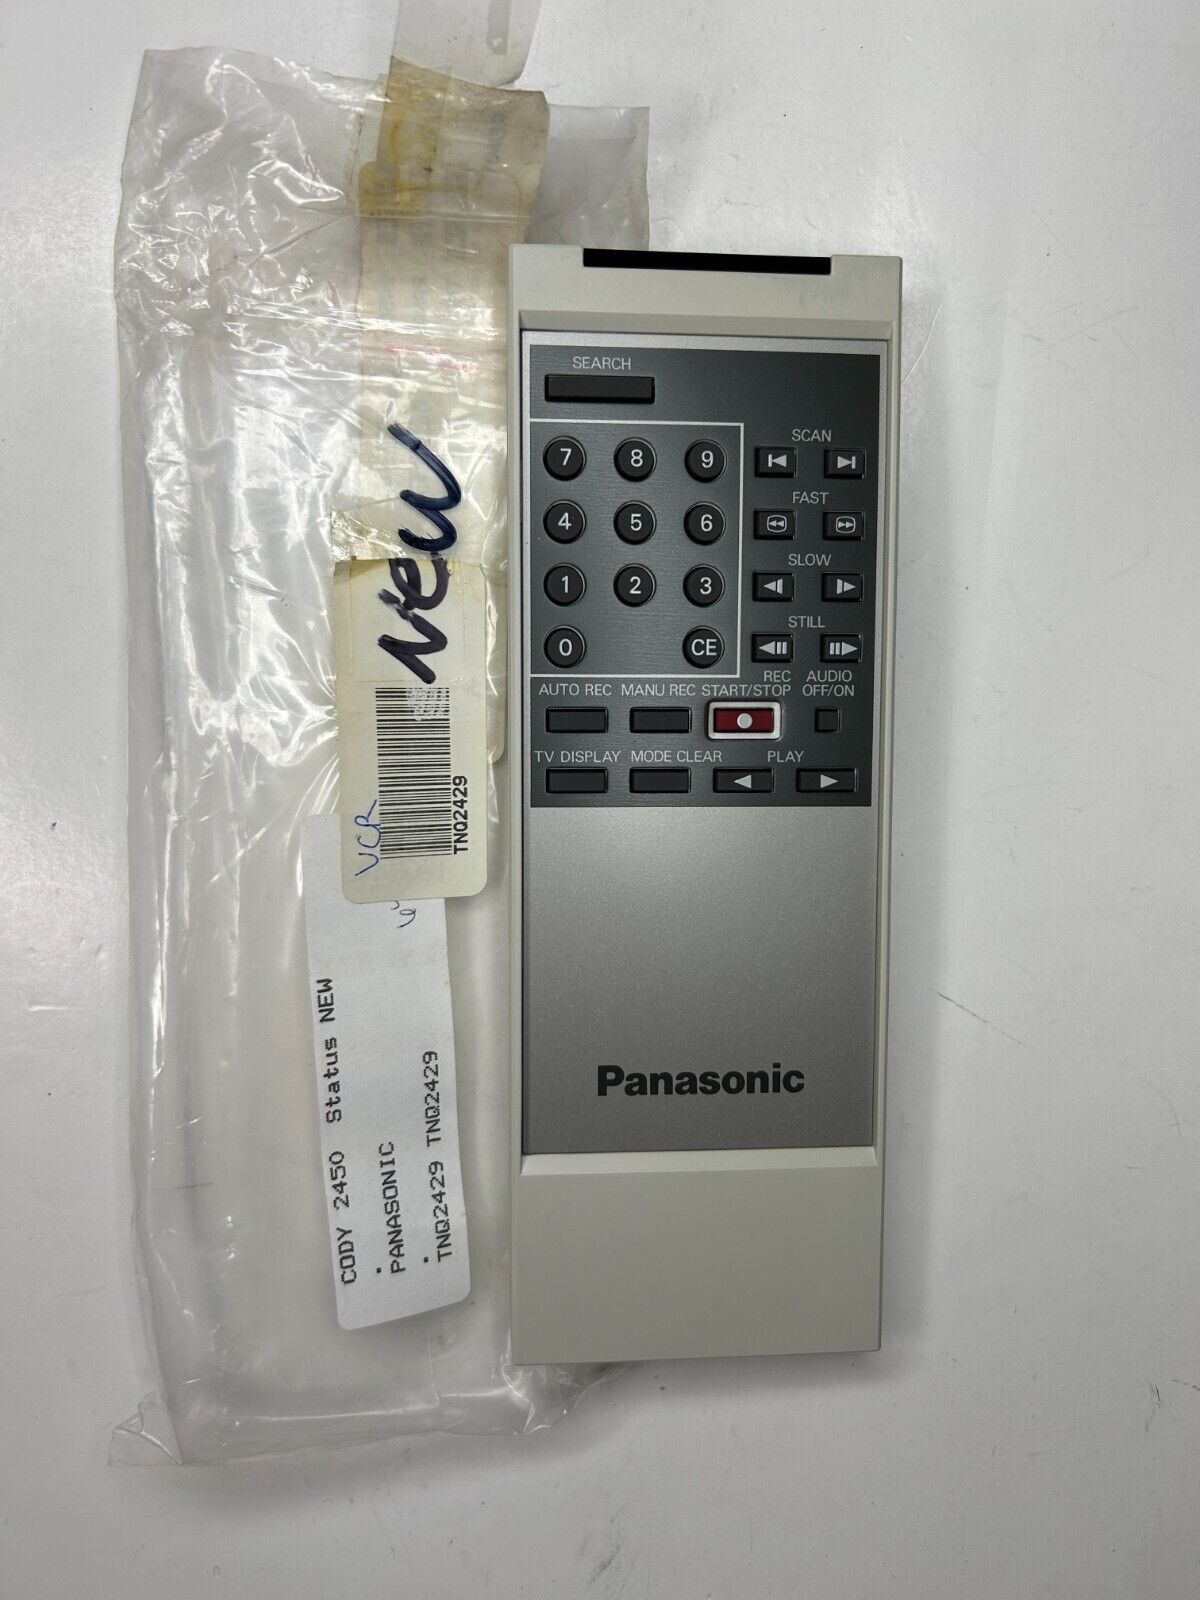 SEARCH
SCAN
7 8 9
FAST
4 5 6
SLOW
1 2 3
STILL
0 CE
REC AUDIO
AUTO REC MANU REC START/STOP OFF/ON
TV DISPLAY MODE CLEAR PLAY
Panasonic
New
VCR
TNQ2429
CODY 2450 Status NEW
PANASONIC
TNQ2429 TNQ2429